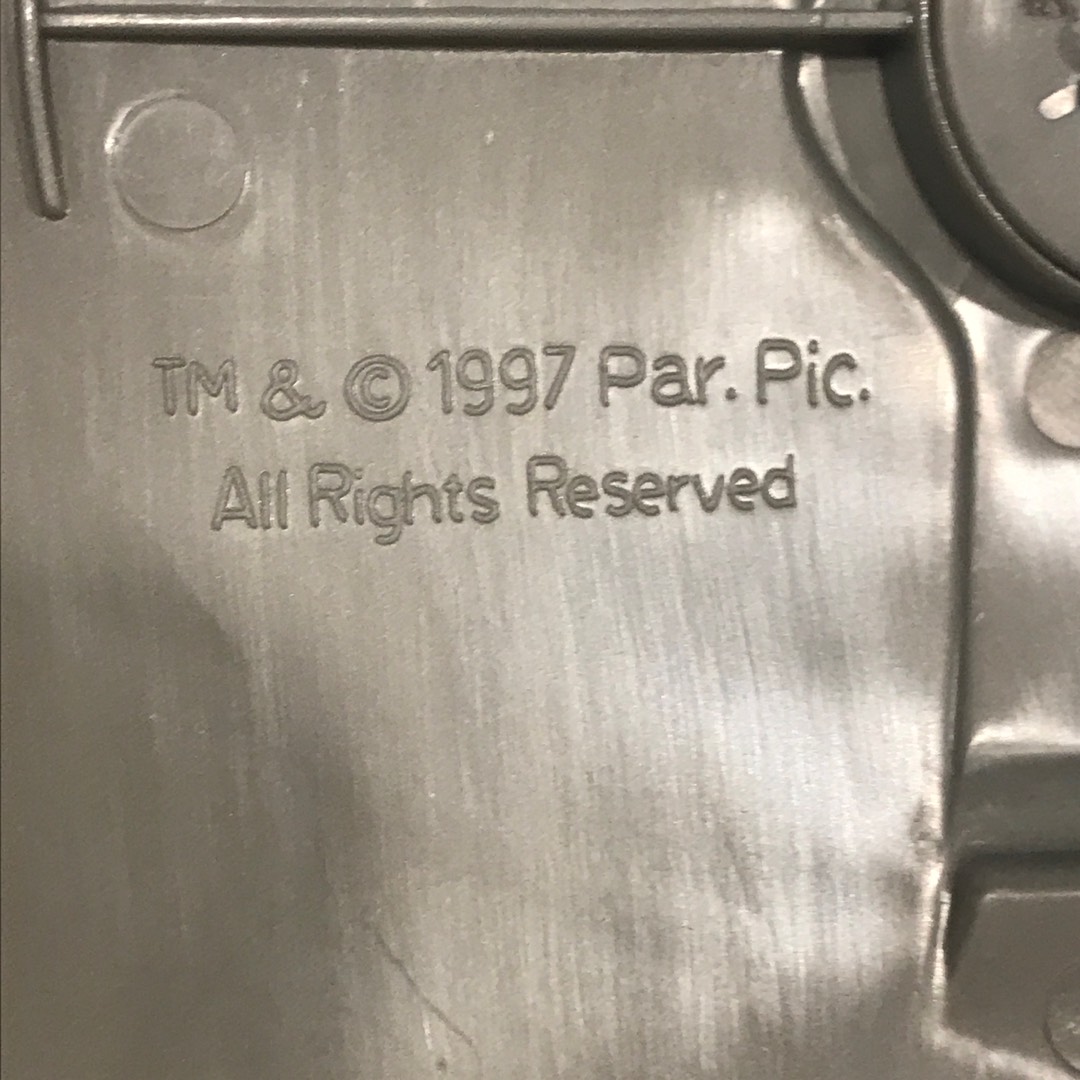 TM & © 1997 Par. Pic.
All Rights Reserved